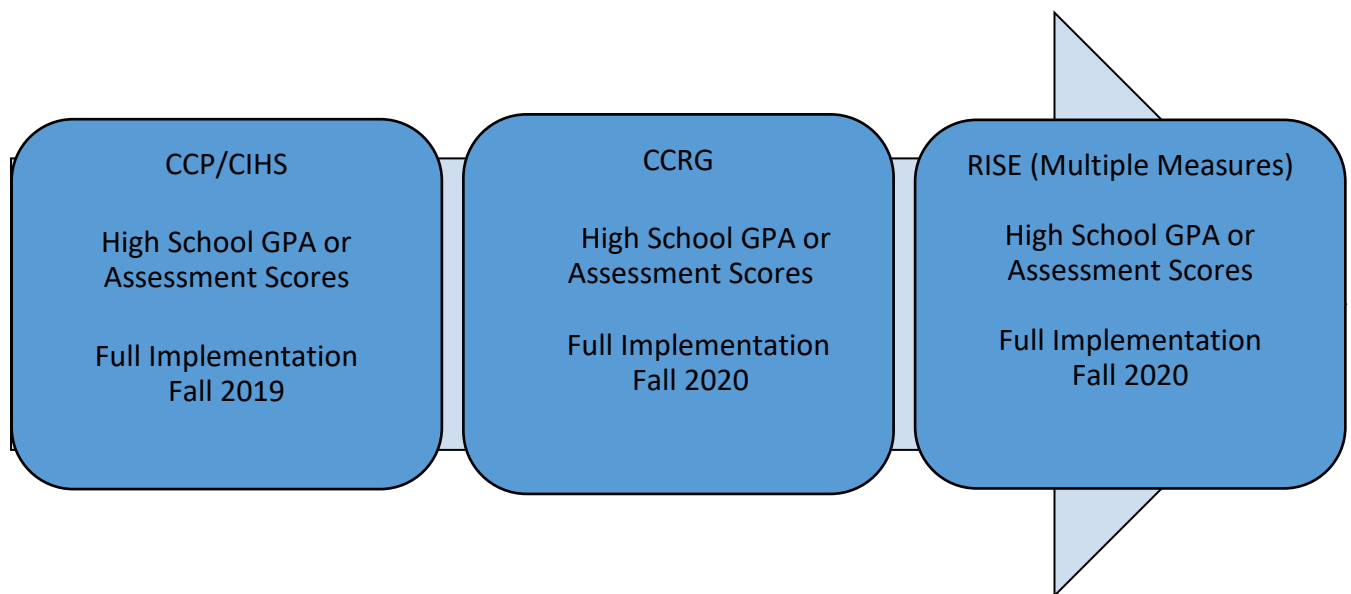 CCP/CIHS
High School GPA or
Assessment Scores
Full Implementation
Fall 2019
CCRG
High School GPA or
Assessment Scores
Full Implementation
Fall 2020
RISE (Multiple Measures)
High School GPA or
Assessment Scores
Full Implementation
Fall 2020